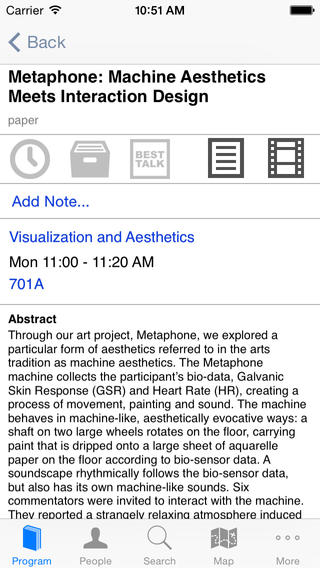 Carrier 10:51 AM
Back
Metaphone: Machine Aesthetics
Meets Interaction Design
paper
BEST
TALK
Add Note...
Visualization and Aesthetics
Mon 11:00 - 11:20 AM
701A
Abstract
Through our art project, Metaphone, we explored a
particular form of aesthetics referred to in the arts
tradition as machine aesthetics. The Metaphone
machine collects the participant's bio-data, Galvanic
Skin Response (GSR) and Heart Rate (HR), creating a
process of movement, painting and sound. The machine
behaves in machine-like, aesthetically evocative ways: a
shaft on two large wheels rotates on the floor, carrying
paint that is dripped onto a large sheet of aquarelle
paper on the floor according to bio-sensor data. A
soundscape rhythmically follows the bio-sensor data,
but also has its own machine-like sounds. Six
commentators were invited to interact with the machine.
They reported a strangely relaxing atmosphere induced
Program People Search Map More